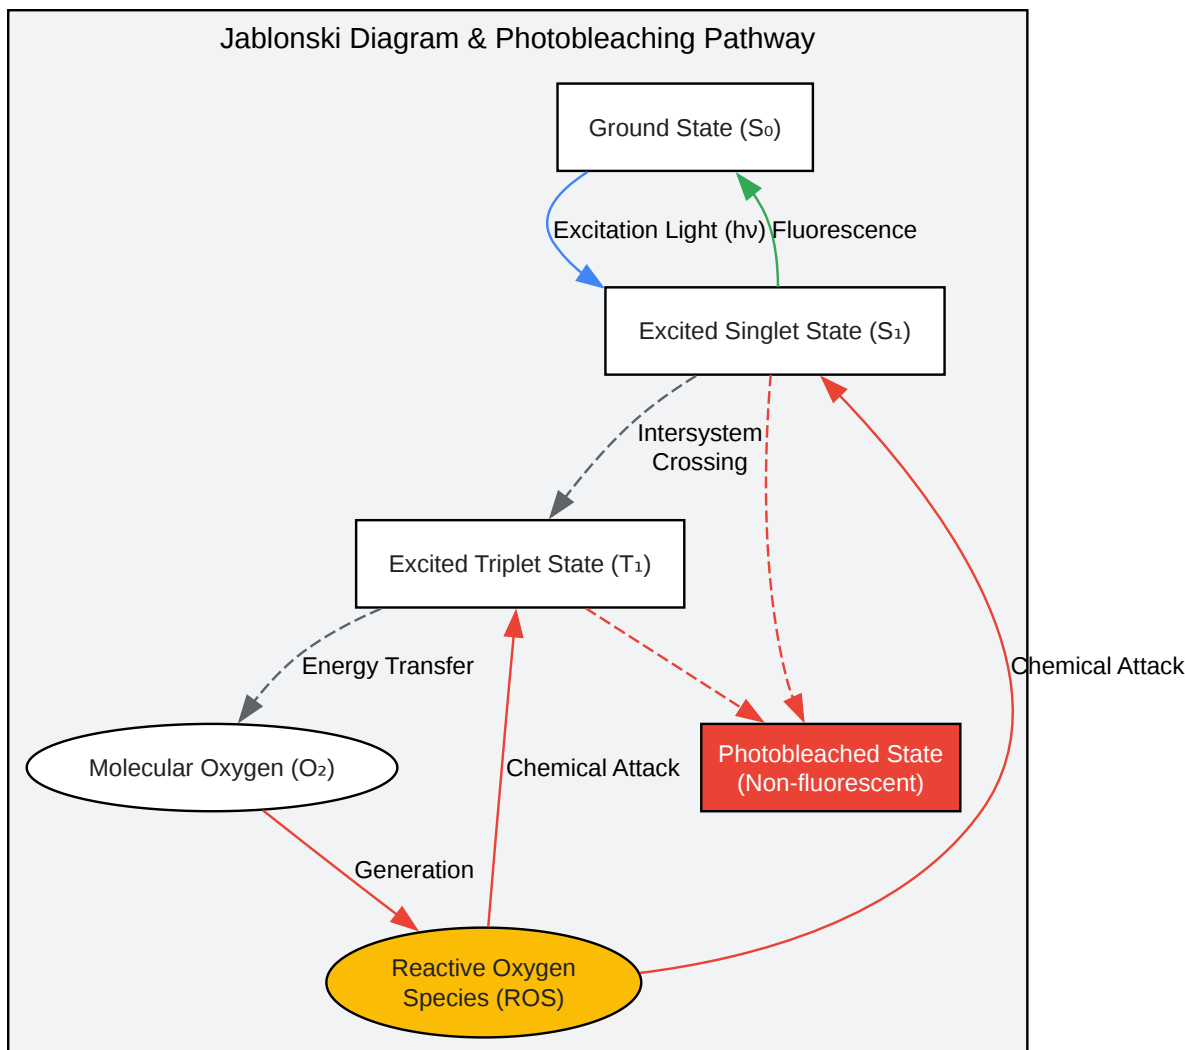 Jablonski Diagram & Photobleaching Pathway
Ground State (S₀)
Excitation Light (hν)
Fluorescence
Excited Singlet State (S₁)
Intersystem
Crossing
Excited Triplet State (T₁)
Energy Transfer
Chemical Attack
Molecular Oxygen (O₂)
Chemical Attack
Photobleached State
(Non-fluorescent)
Generation
Reactive Oxygen
Species (ROS)